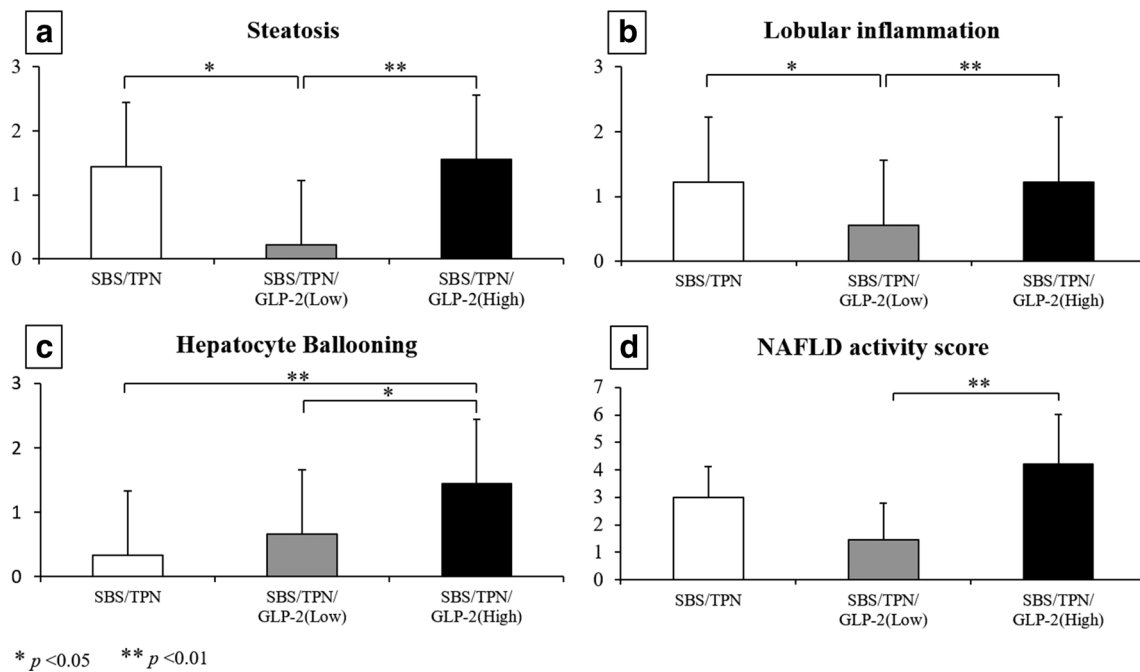 a
Steatosis
3
2
1
0
*
**
SBS/TPN
SBS/TPN/
GLP-2(Low)
SBS/TPN/
GLP-2(High)
b
Lobular inflammation
3
2
1
0
*
**
SBS/TPN
SBS/TPN/
GLP-2(Low)
SBS/TPN/
GLP-2(High)
c
Hepatocyte Ballooning
3
2
1
0
**
*
SBS/TPN
SBS/TPN/
GLP-2(Low)
SBS/TPN/
GLP-2(High)
d
NAFLD activity score
7
6
5
4
3
2
1
0
**
SBS/TPN
SBS/TPN/
GLP-2(Low)
SBS/TPN/
GLP-2(High)
* p <0.05 ** p <0.01